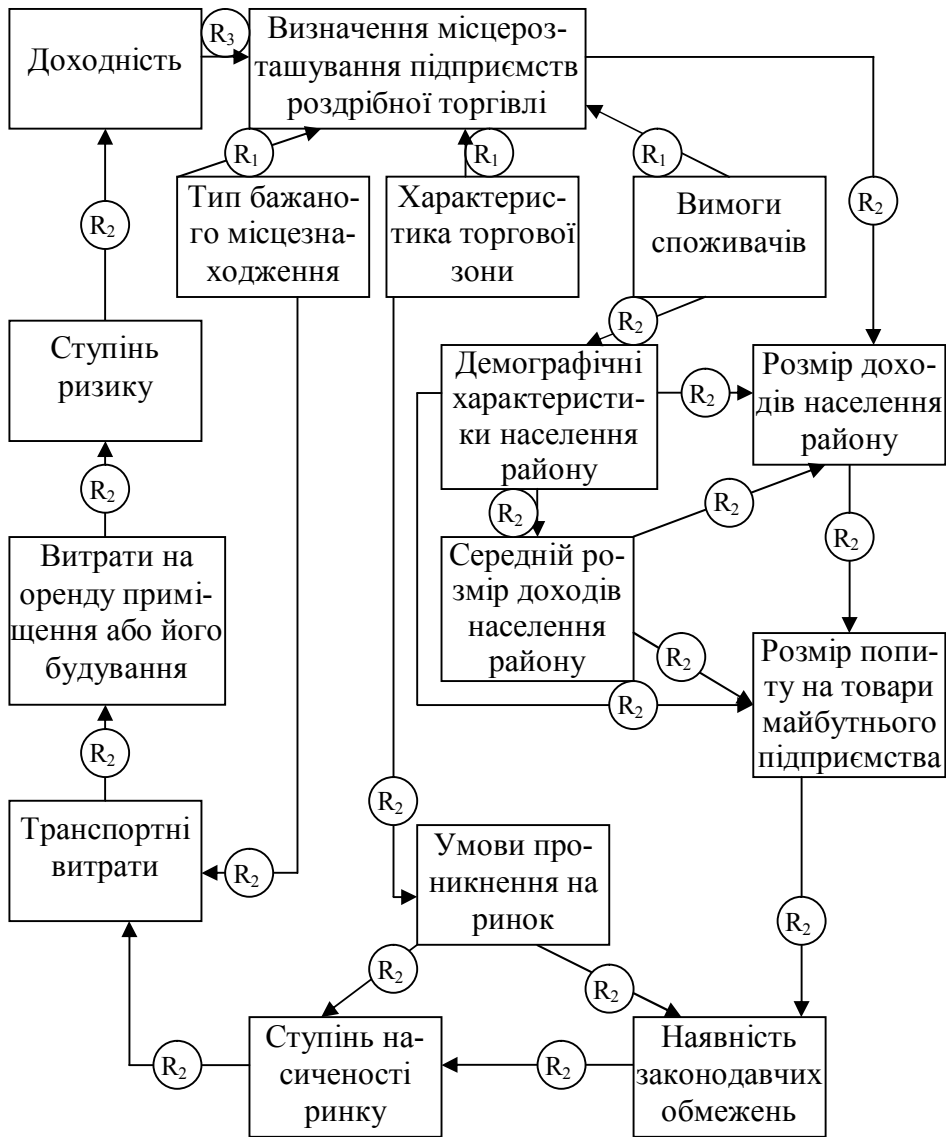 Доходність
R₃
Визначення місцероз-
ташування підприємств
роздрібної торгівлі
R₁
R₁
R₁
R₂
R₂
Тип бажано-
го місцезна-
ходження
Характерис-
тика торгової
зони
Вимоги
споживачів
R₂
Ступінь
ризику
Демографічні
характеристи-
ки населення
району
R₂
Розмір дохо-
дів населення
району
R₂
R₂
R₂
R₂
Витрати на
оренду примі-
щення або його
будування
Середній ро-
змір доходів
населення
району
R₂
R₂
Розмір попи-
ту на товари
майбутнього
підприємства
R₂
R₂
Транспортні
витрати
R₂
Умови про-
никнення на
ринок
R₂
R₂
R₂
R₂
Ступінь на-
сиченості
ринку
R₂
Наявність
законодавчих
обмежень